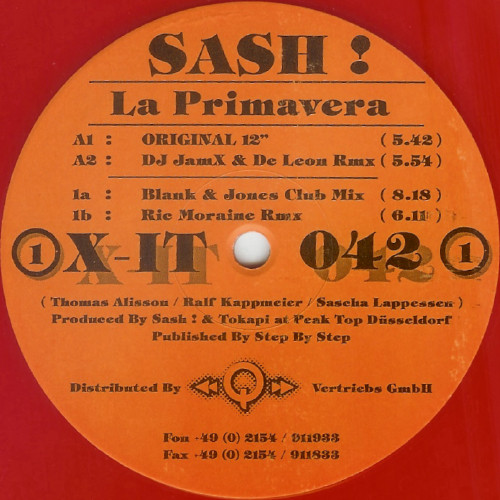 SASH !
La Primavera
A1 : ORIGINAL 12" ( 5.42 )
A2 : DJ JamX & De Leon Rmx ( 5.54 )
1a : Blank & Jones Club Mix ( 8.18 )
1b : Ric Moraine Rmx ( 6.11 )
1 X-IT 042 1
( Thomas Alisson / Ralf Kappmeier / Sascha Lappessen )
Produced By Sash ! & Tokapi at Peak Top Düsseldorf
Published By Step By Step
Distributed By Q Vertriebs GmbH
Fon +49 (0) 2154 / 911933
Fax +49 (0) 2154 / 911833